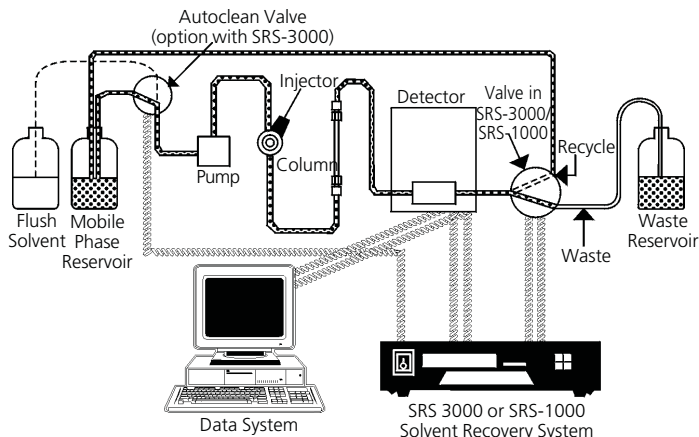 Autoclean Valve
(option with SRS-3000)
Injector
Detector
Valve in
SRS-3000/
SRS-1000
Recycle
Column
Pump
Flush
Solvent
Mobile
Phase
Reservoir
Waste
Waste
Reservoir
Data System
SRS 3000 or SRS-1000
Solvent Recovery System